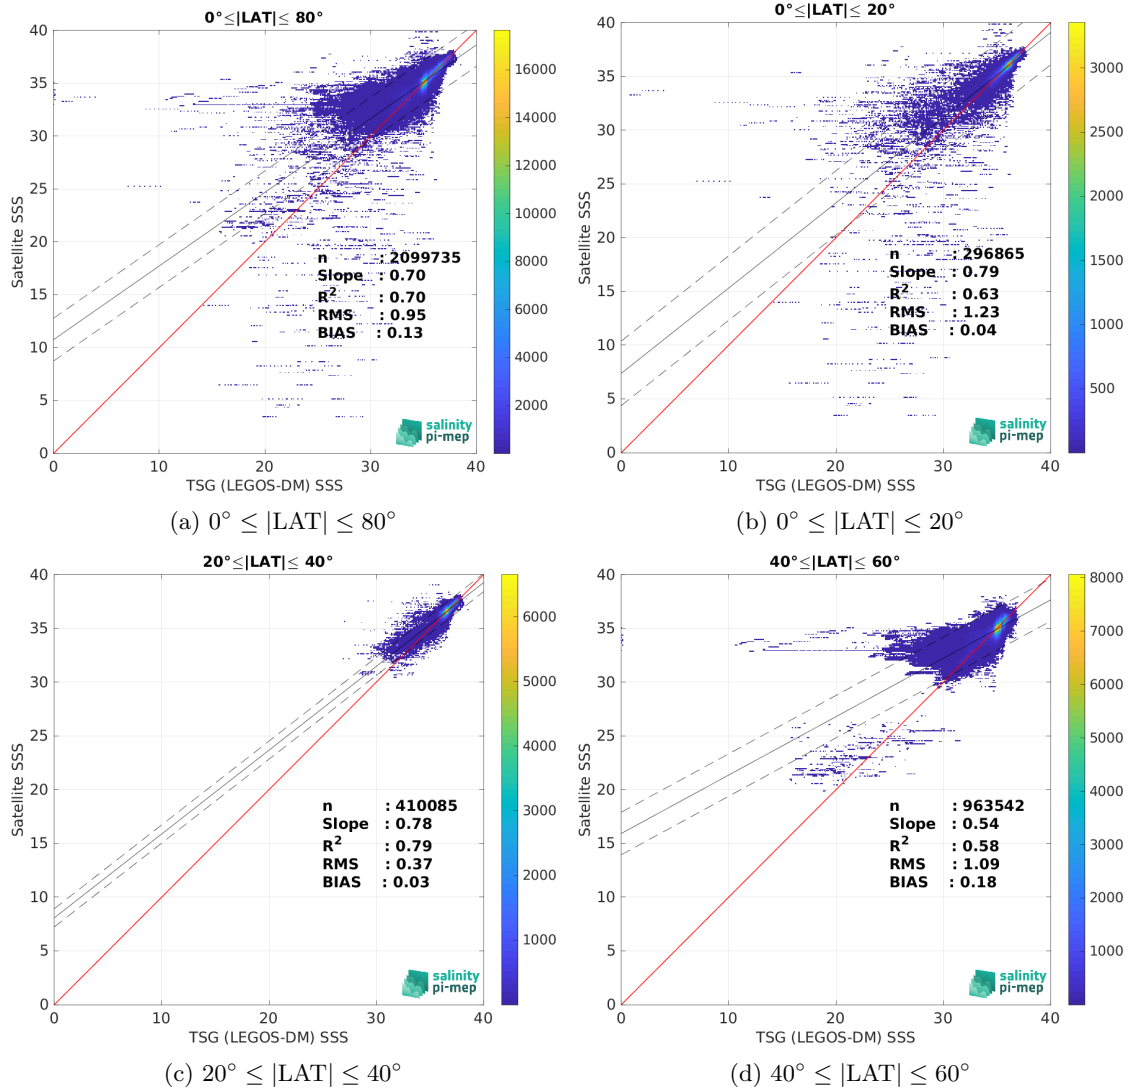 0°≤|LAT|≤ 80°
40
35
30
25
20
15
10
5
0
0 10 20 30 40
Satellite SSS
TSG (LEGOS-DM) SSS
n : 2099735
Slope : 0.70
R² : 0.70
RMS : 0.95
BIAS : 0.13
salinity
pi-mep
16000
14000
12000
10000
8000
6000
4000
2000
(a) 0° ≤ |LAT| ≤ 80°
0°≤|LAT|≤ 20°
40
35
30
25
20
15
10
5
0
0 10 20 30 40
Satellite SSS
TSG (LEGOS-DM) SSS
n : 296865
Slope : 0.79
R² : 0.63
RMS : 1.23
BIAS : 0.04
salinity
pi-mep
3000
2500
2000
1500
1000
500
(b) 0° ≤ |LAT| ≤ 20°
20°≤|LAT|≤ 40°
40
35
30
25
20
15
10
5
0
0 10 20 30 40
Satellite SSS
TSG (LEGOS-DM) SSS
n : 410085
Slope : 0.78
R² : 0.79
RMS : 0.37
BIAS : 0.03
salinity
pi-mep
6000
5000
4000
3000
2000
1000
(c) 20° ≤ |LAT| ≤ 40°
40°≤|LAT|≤ 60°
40
35
30
25
20
15
10
5
0
0 10 20 30 40
Satellite SSS
TSG (LEGOS-DM) SSS
n : 963542
Slope : 0.54
R² : 0.58
RMS : 1.09
BIAS : 0.18
salinity
pi-mep
8000
7000
6000
5000
4000
3000
2000
1000
(d) 40° ≤ |LAT| ≤ 60°